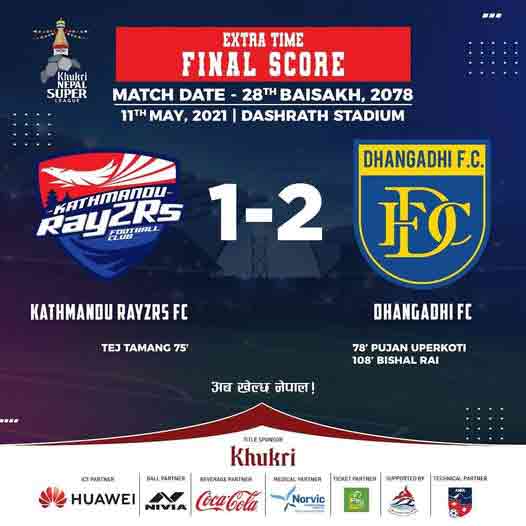 Khukri
NEPAL
SUPER
LEAGUE
EXTRA TIME
FINAL SCORE
MATCH DATE - 28TH BAISAKH, 2078
11TH MAY, 2021 | DASHRATH STADIUM
KATHMANDU
RayZRs
FOOTBALL
CLUB
1-2
DHANGADHI F.C.
DFC
KATHMANDU RAYZRS FC
DHANGADHI FC
TEJ TAMANG 75'
78' PUJAN UPERKOTI
108' BISHAL RAI
अब खेल्छ नेपाल!
TITLE SPONSOR
Khukri
ICT PARTNER
BALL PARTNER
BEVERAGE PARTNER
MEDICAL PARTNER
TICKET PARTNER
SUPPORTED BY
TECHNICAL PARTNER
HUAWEI
NIVIA
Coca-Cola
Norvic
Pay
ANFA